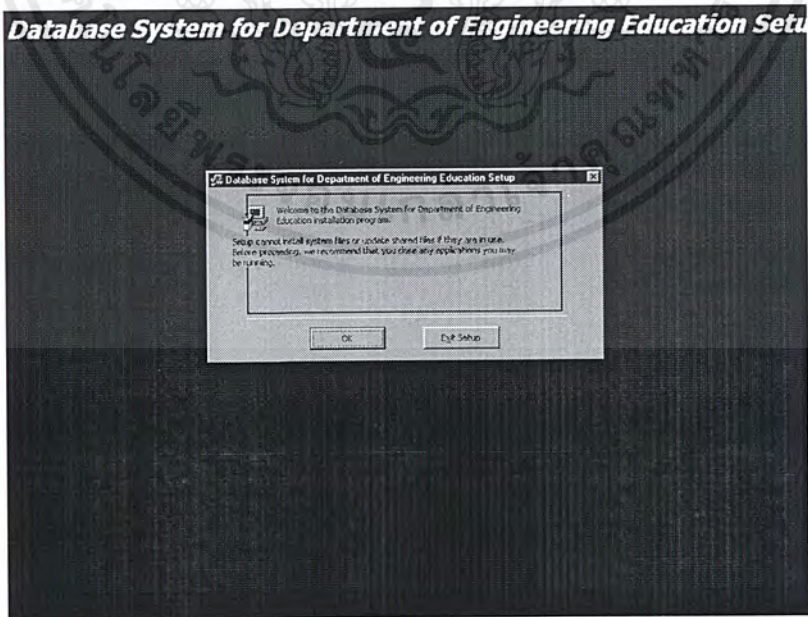 Database System for Department of Engineering Education Setu
Database System for Department of Engineering Education Setup
Welcome to the Database System for Department of Engineering
Education installation program.
Setup cannot install system files or update shared files if they are in use.
Before proceeding, we recommend that you close any applications you may
be running.
OK
Exit Setup